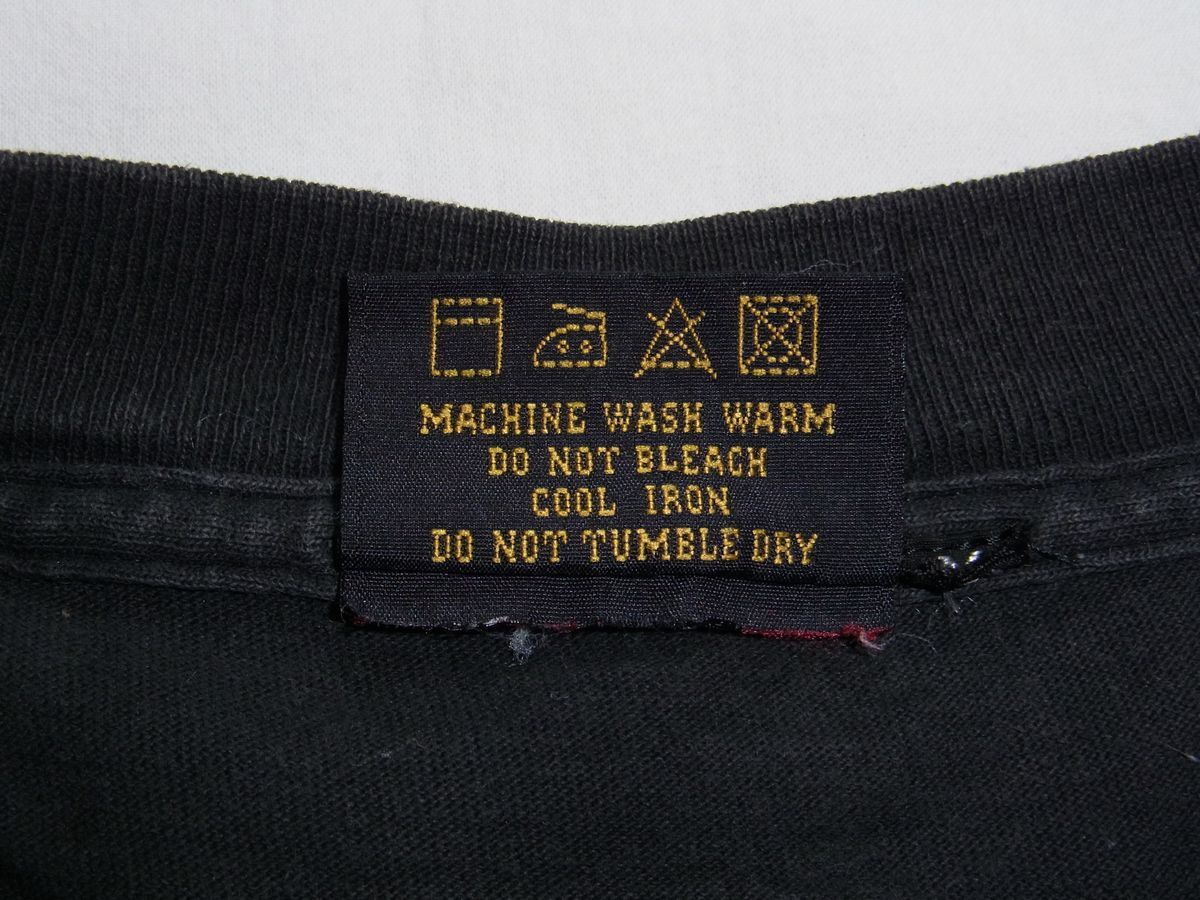 MACHINE WASH WARM
DO NOT BLEACH
COOL IRON
DO NOT TUMBLE DRY